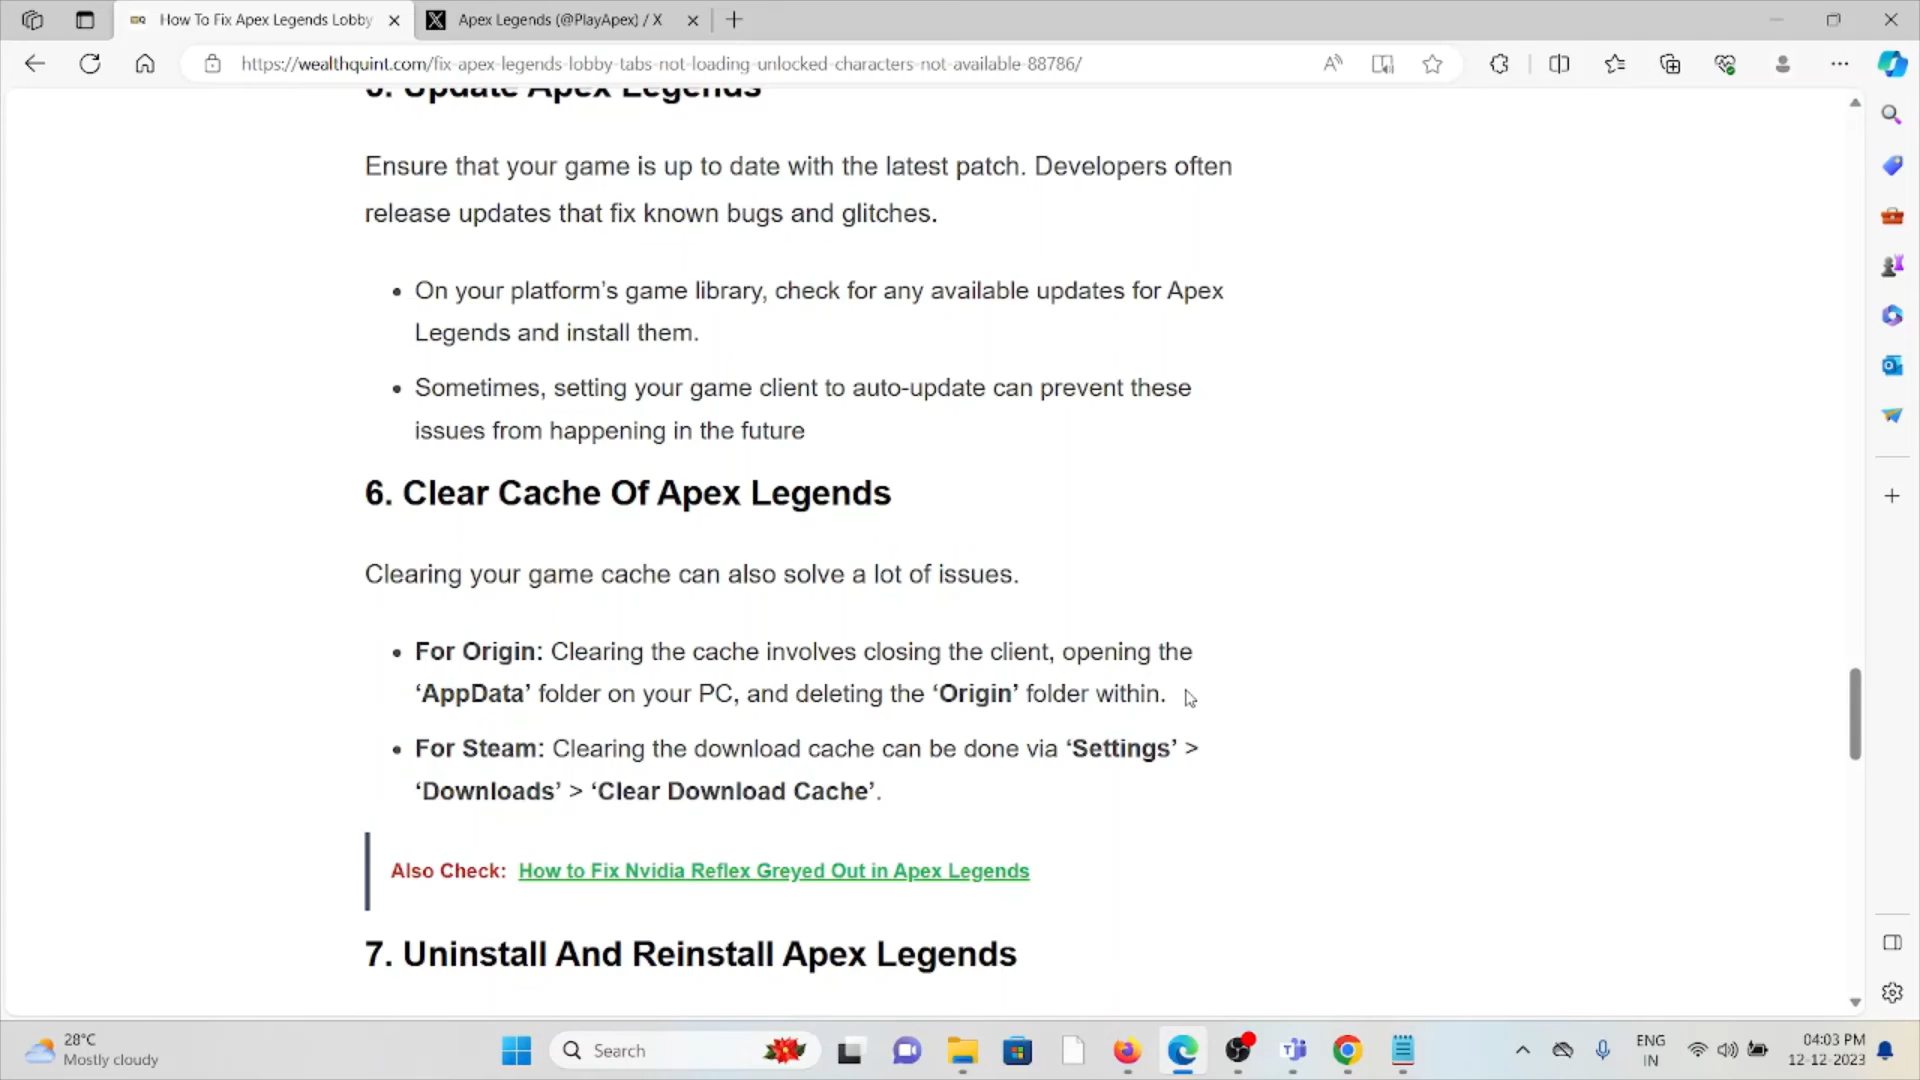 How To Fix Apex Legends Lobby
Apex Legends (@PlayApex) / X
https://wealthquint.com/fix-apex-legends-lobby-tabs-not-loading-unlocked-characters-not-available-88786/
5. Update Apex Legends
Ensure that your game is up to date with the latest patch. Developers often
release updates that fix known bugs and glitches.
• On your platform’s game library, check for any available updates for Apex
Legends and install them.
• Sometimes, setting your game client to auto-update can prevent these
issues from happening in the future
6. Clear Cache Of Apex Legends
Clearing your game cache can also solve a lot of issues.
• For Origin: Clearing the cache involves closing the client, opening the
‘AppData’ folder on your PC, and deleting the ‘Origin’ folder within.
• For Steam: Clearing the download cache can be done via ‘Settings’ >
‘Downloads’ > ‘Clear Download Cache’.
Also Check: How to Fix Nvidia Reflex Greyed Out in Apex Legends
7. Uninstall And Reinstall Apex Legends
28°C
Mostly cloudy
Search
ENG
IN
04:03 PM
12-12-2023